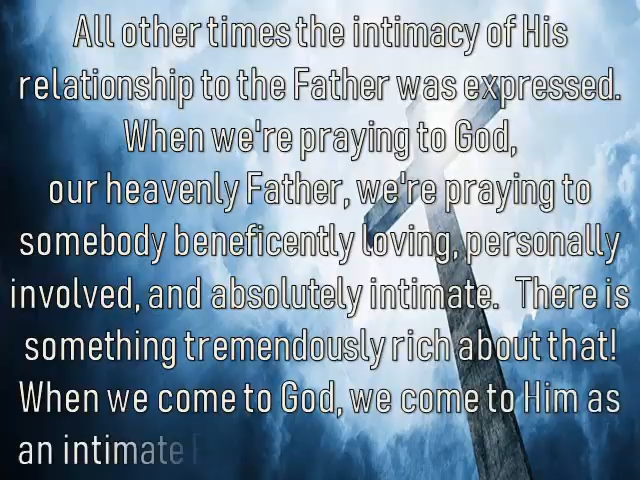 All other times the intimacy of His
relationship to the Father was expressed.
When we're praying to God,
our heavenly Father, we're praying to
somebody beneficently loving, personally
involved, and absolutely intimate. There is
something tremendously rich about that!
When we come to God, we come to Him as
an intimate